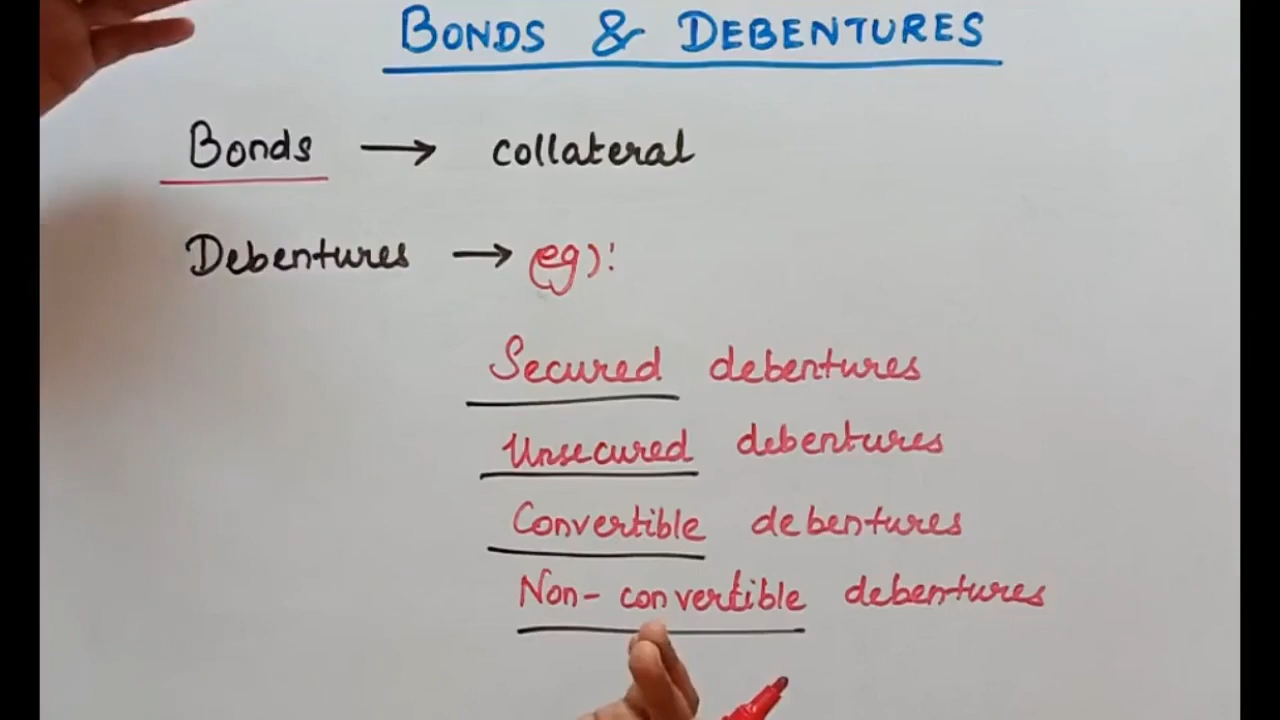 BONDS & DEBENTURES
Bonds → collateral
Debentures → (eg):
Secured debentures
Unsecured debentures
Convertible debentures
Non-convertible debentures